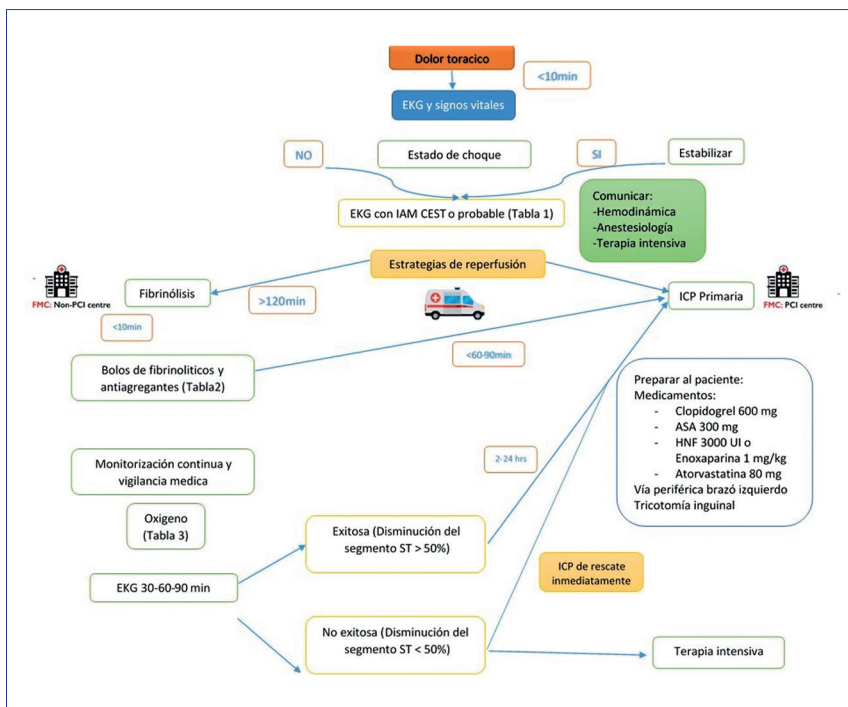 Dolor toracico
<10min
EKG y signos vitales
NO
Estado de choque
SI
Estabilizar
EKG con IAM CEST o probable (Tabla 1)
Comunicar:
-Hemodinámica
-Anestesiología
-Terapia intensiva
Estrategias de reperfusión
FMC: Non-PCI centre
Fibrinólisis
>120min
ICP Primaria
FMC: PCI centre
<10min
<60-90min
Bolos de fibrinoliticos y
antiagregantes (Tabla2)
Preparar al paciente:
Medicamentos:
- Clopidogrel 600 mg
- ASA 300 mg
- HNF 3000 UI o
Enoxaparina 1 mg/kg
- Atorvastatina 80 mg
Vía periférica brazó izquierdo
Tricotomía inguinal
Monitorización continua y
vigilancia medica
2-24 hrs
Oxigeno
(Tabla 3)
Exitosa (Disminución del
segmento ST > 50%)
EKG 30-60-90 min
ICP de rescate
inmediatamente
No exitosa (Disminución del
segmento ST < 50%)
Terapia intensiva